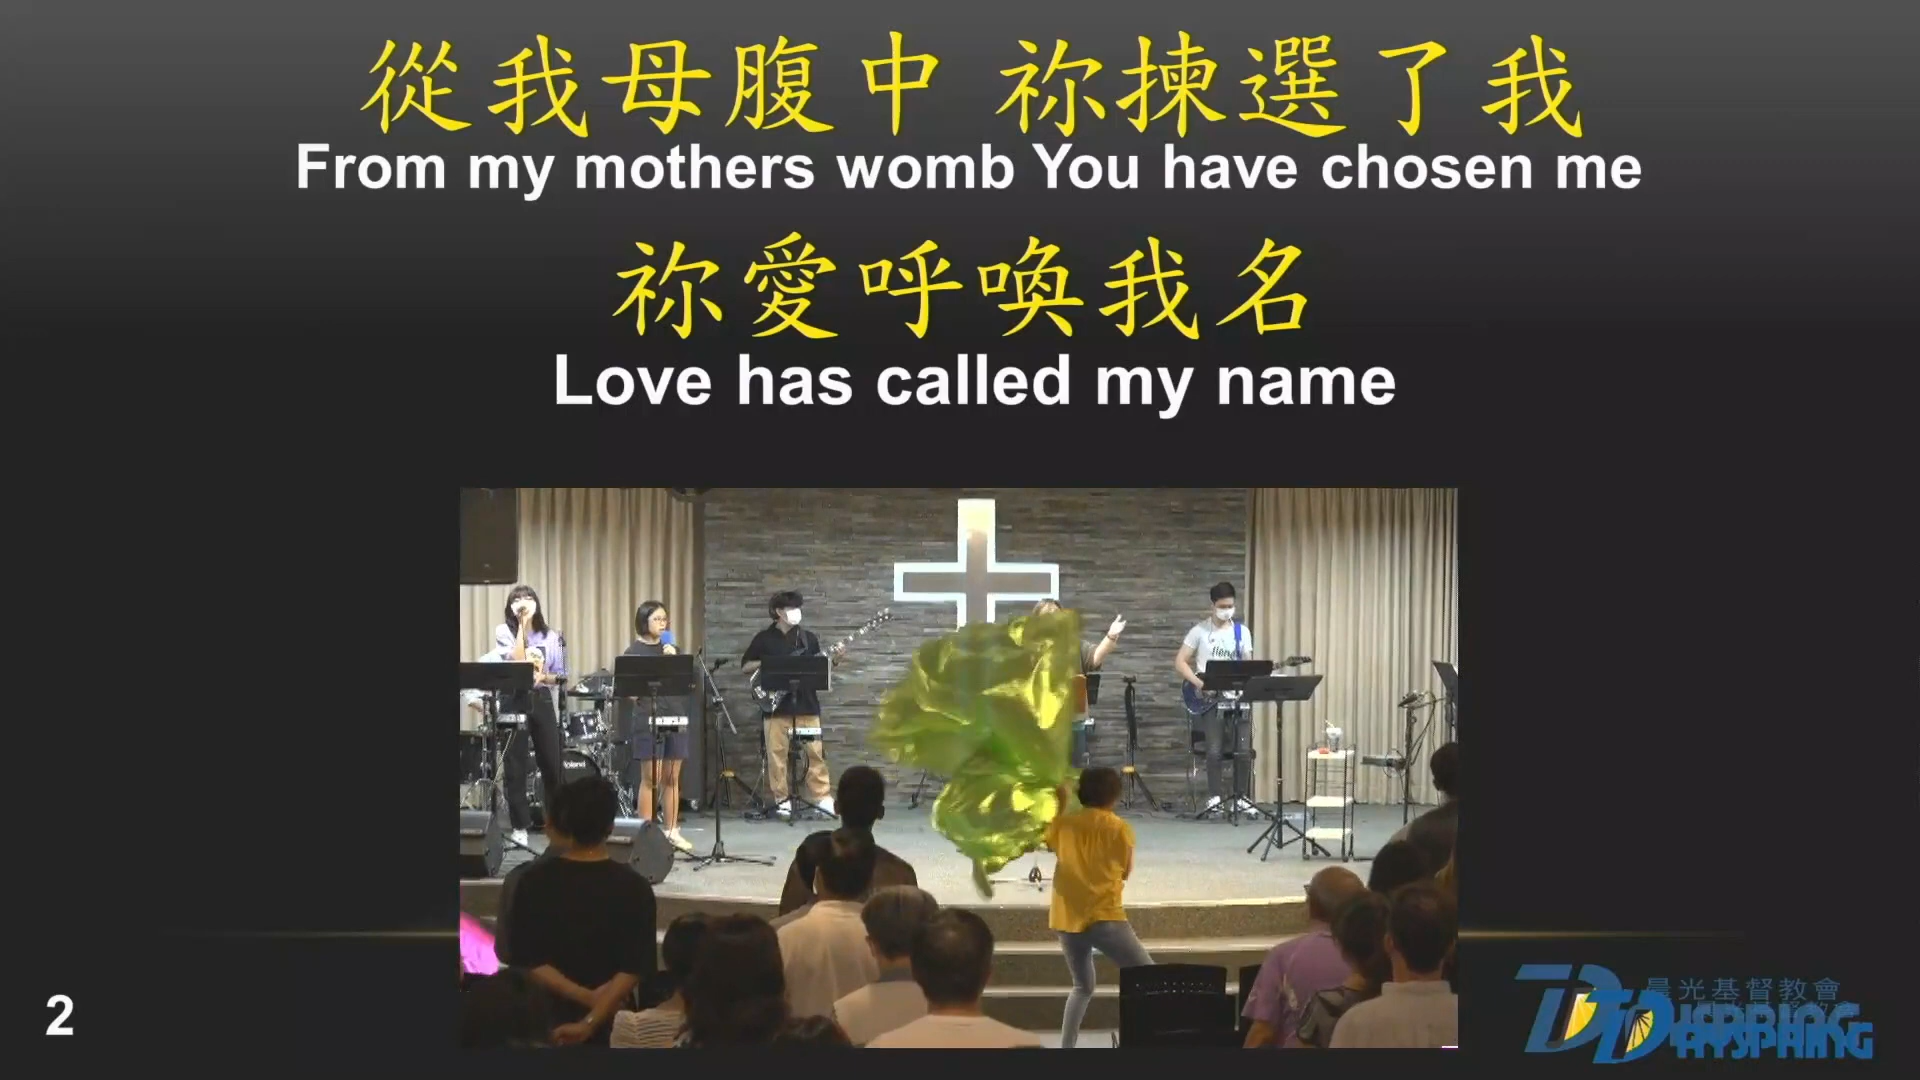 從我母腹中 祢揀選了我
From my mothers womb You have chosen me
祢愛呼喚我名
Love has called my name
2
晨光基督教會